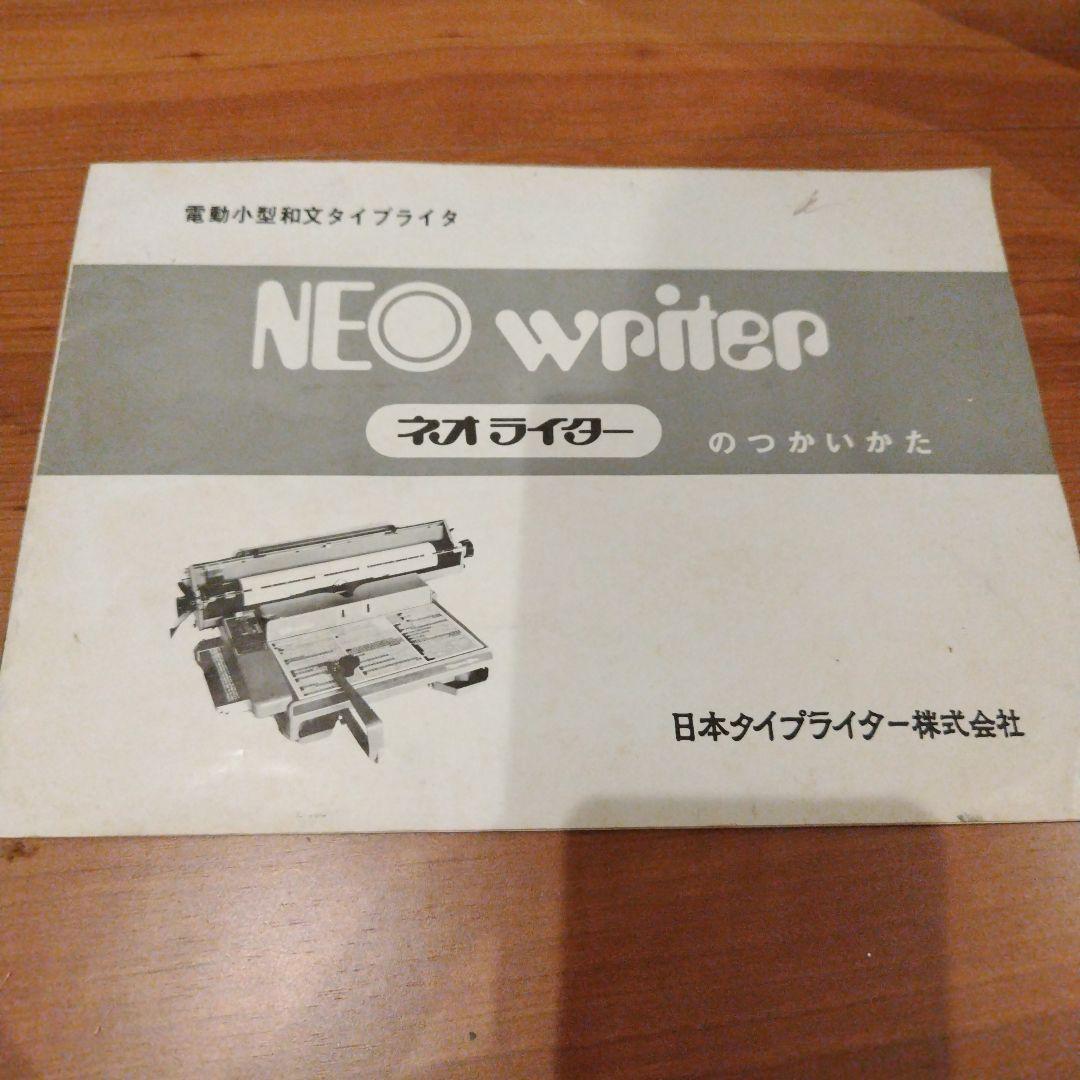 電動小型和文タイプライタ
NEO writer
ネオライター のつかいかた
日本タイプライター株式会社